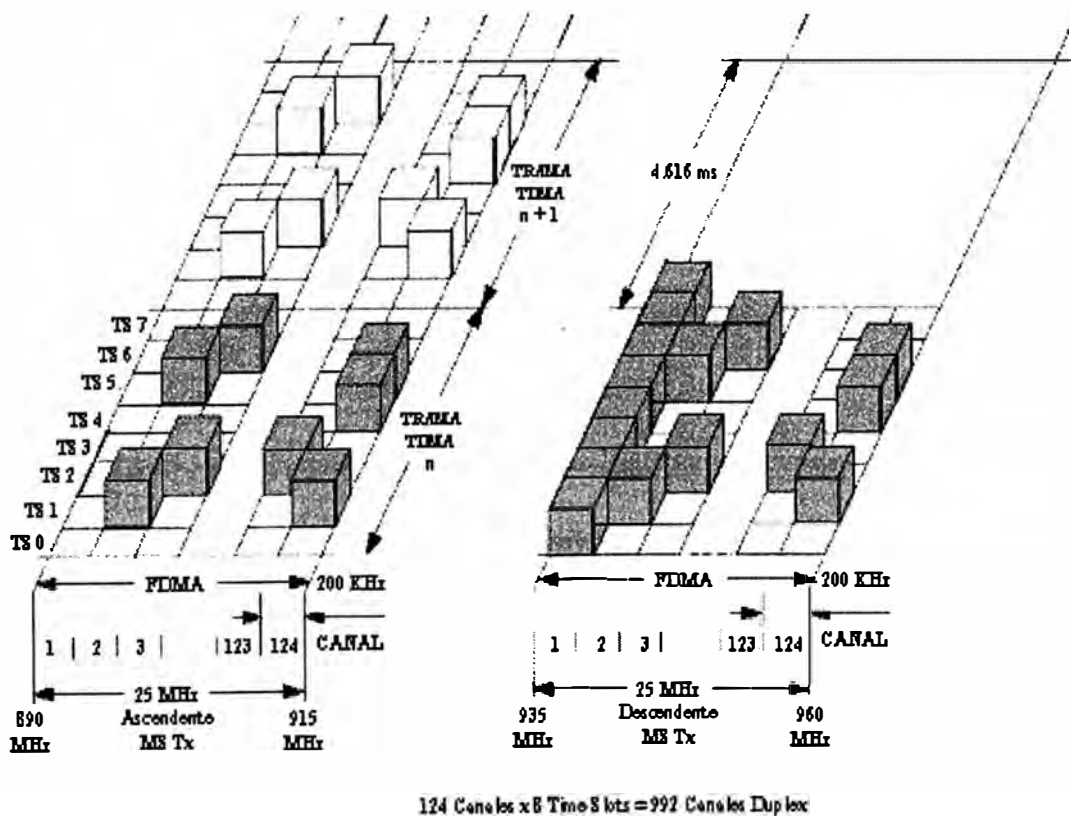 TRAMA
TDMA
n + 1
4.616 ms
TS 7
TS 6
TS 5
TS 4
TS 3
TS 2
TS 1
TS 0
TRAMA
TDMA
n
FDMA
200 KHz
1 2 3 123 124
CANAL
25 MHz
890
MHz
Ascendente
MS Tx
915
MHz
FDMA
200 KHz
1 2 3 123 124
CANAL
25 MHz
935
MHz
Descendente
MS Tx
960
MHz
124 Canales x 8 Time Slots = 992 Canales Duplex